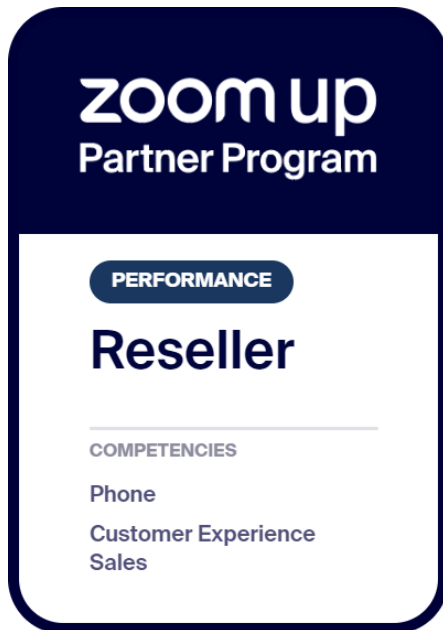 zoom up
Partner Program
PERFORMANCE
Reseller
COMPETENCIES
Phone
Customer Experience
Sales